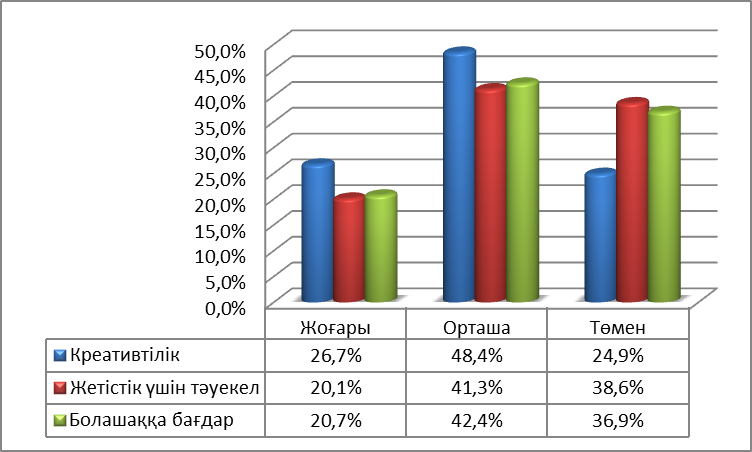 50,0%
45,0%
40,0%
35,0%
30,0%
25,0%
20,0%
15,0%
10,0%
5,0%
0,0%
Жоғары Орташа Төмен
Креативтілік 26,7% 48,4% 24,9%
Жетістік үшін тәуекел 20,1% 41,3% 38,6%
Болашаққа бағдар 20,7% 42,4% 36,9%